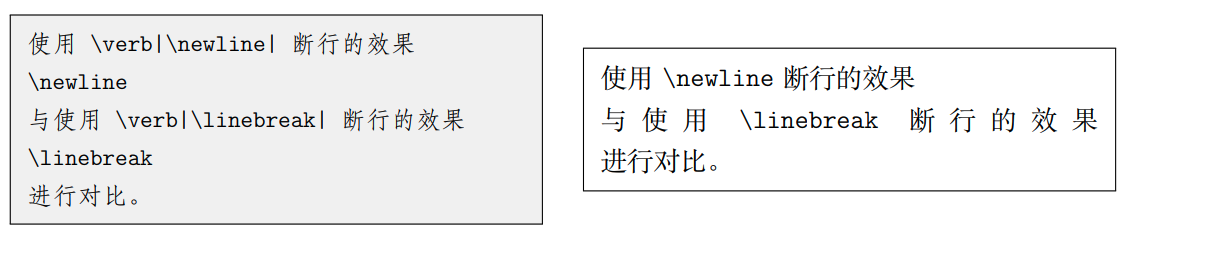 使用 \verb|\newline| 断行的效果
\newline
与使用 \verb|\linebreak| 断行的效果
\linebreak
进行对比。
使用 \newline 断行的效果
与使用 \linebreak 断行的效果
进行对比。